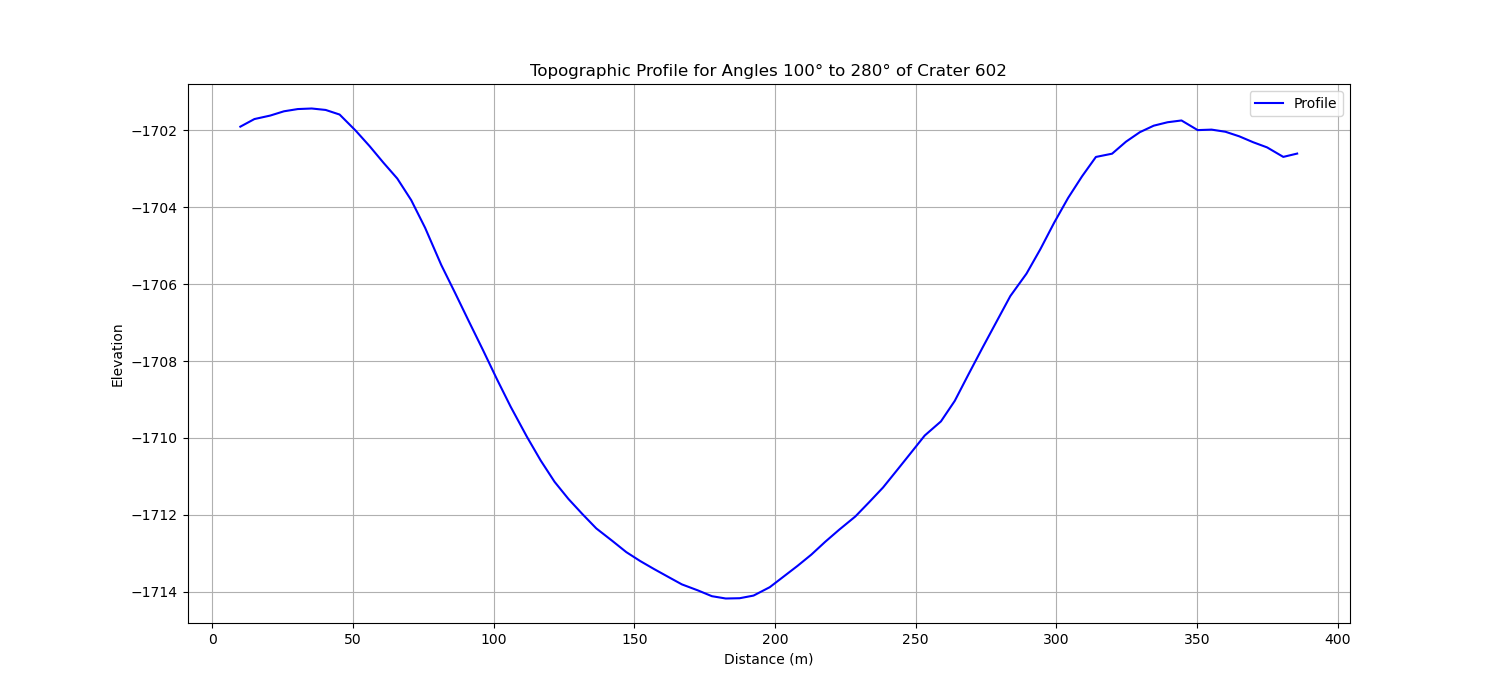 Topographic Profile for Angles 100° to 280° of Crater 602
Profile
−1702
−1704
−1706
−1708
−1710
−1712
−1714
Elevation
0 50 100 150 200 250 300 350 400
Distance (m)